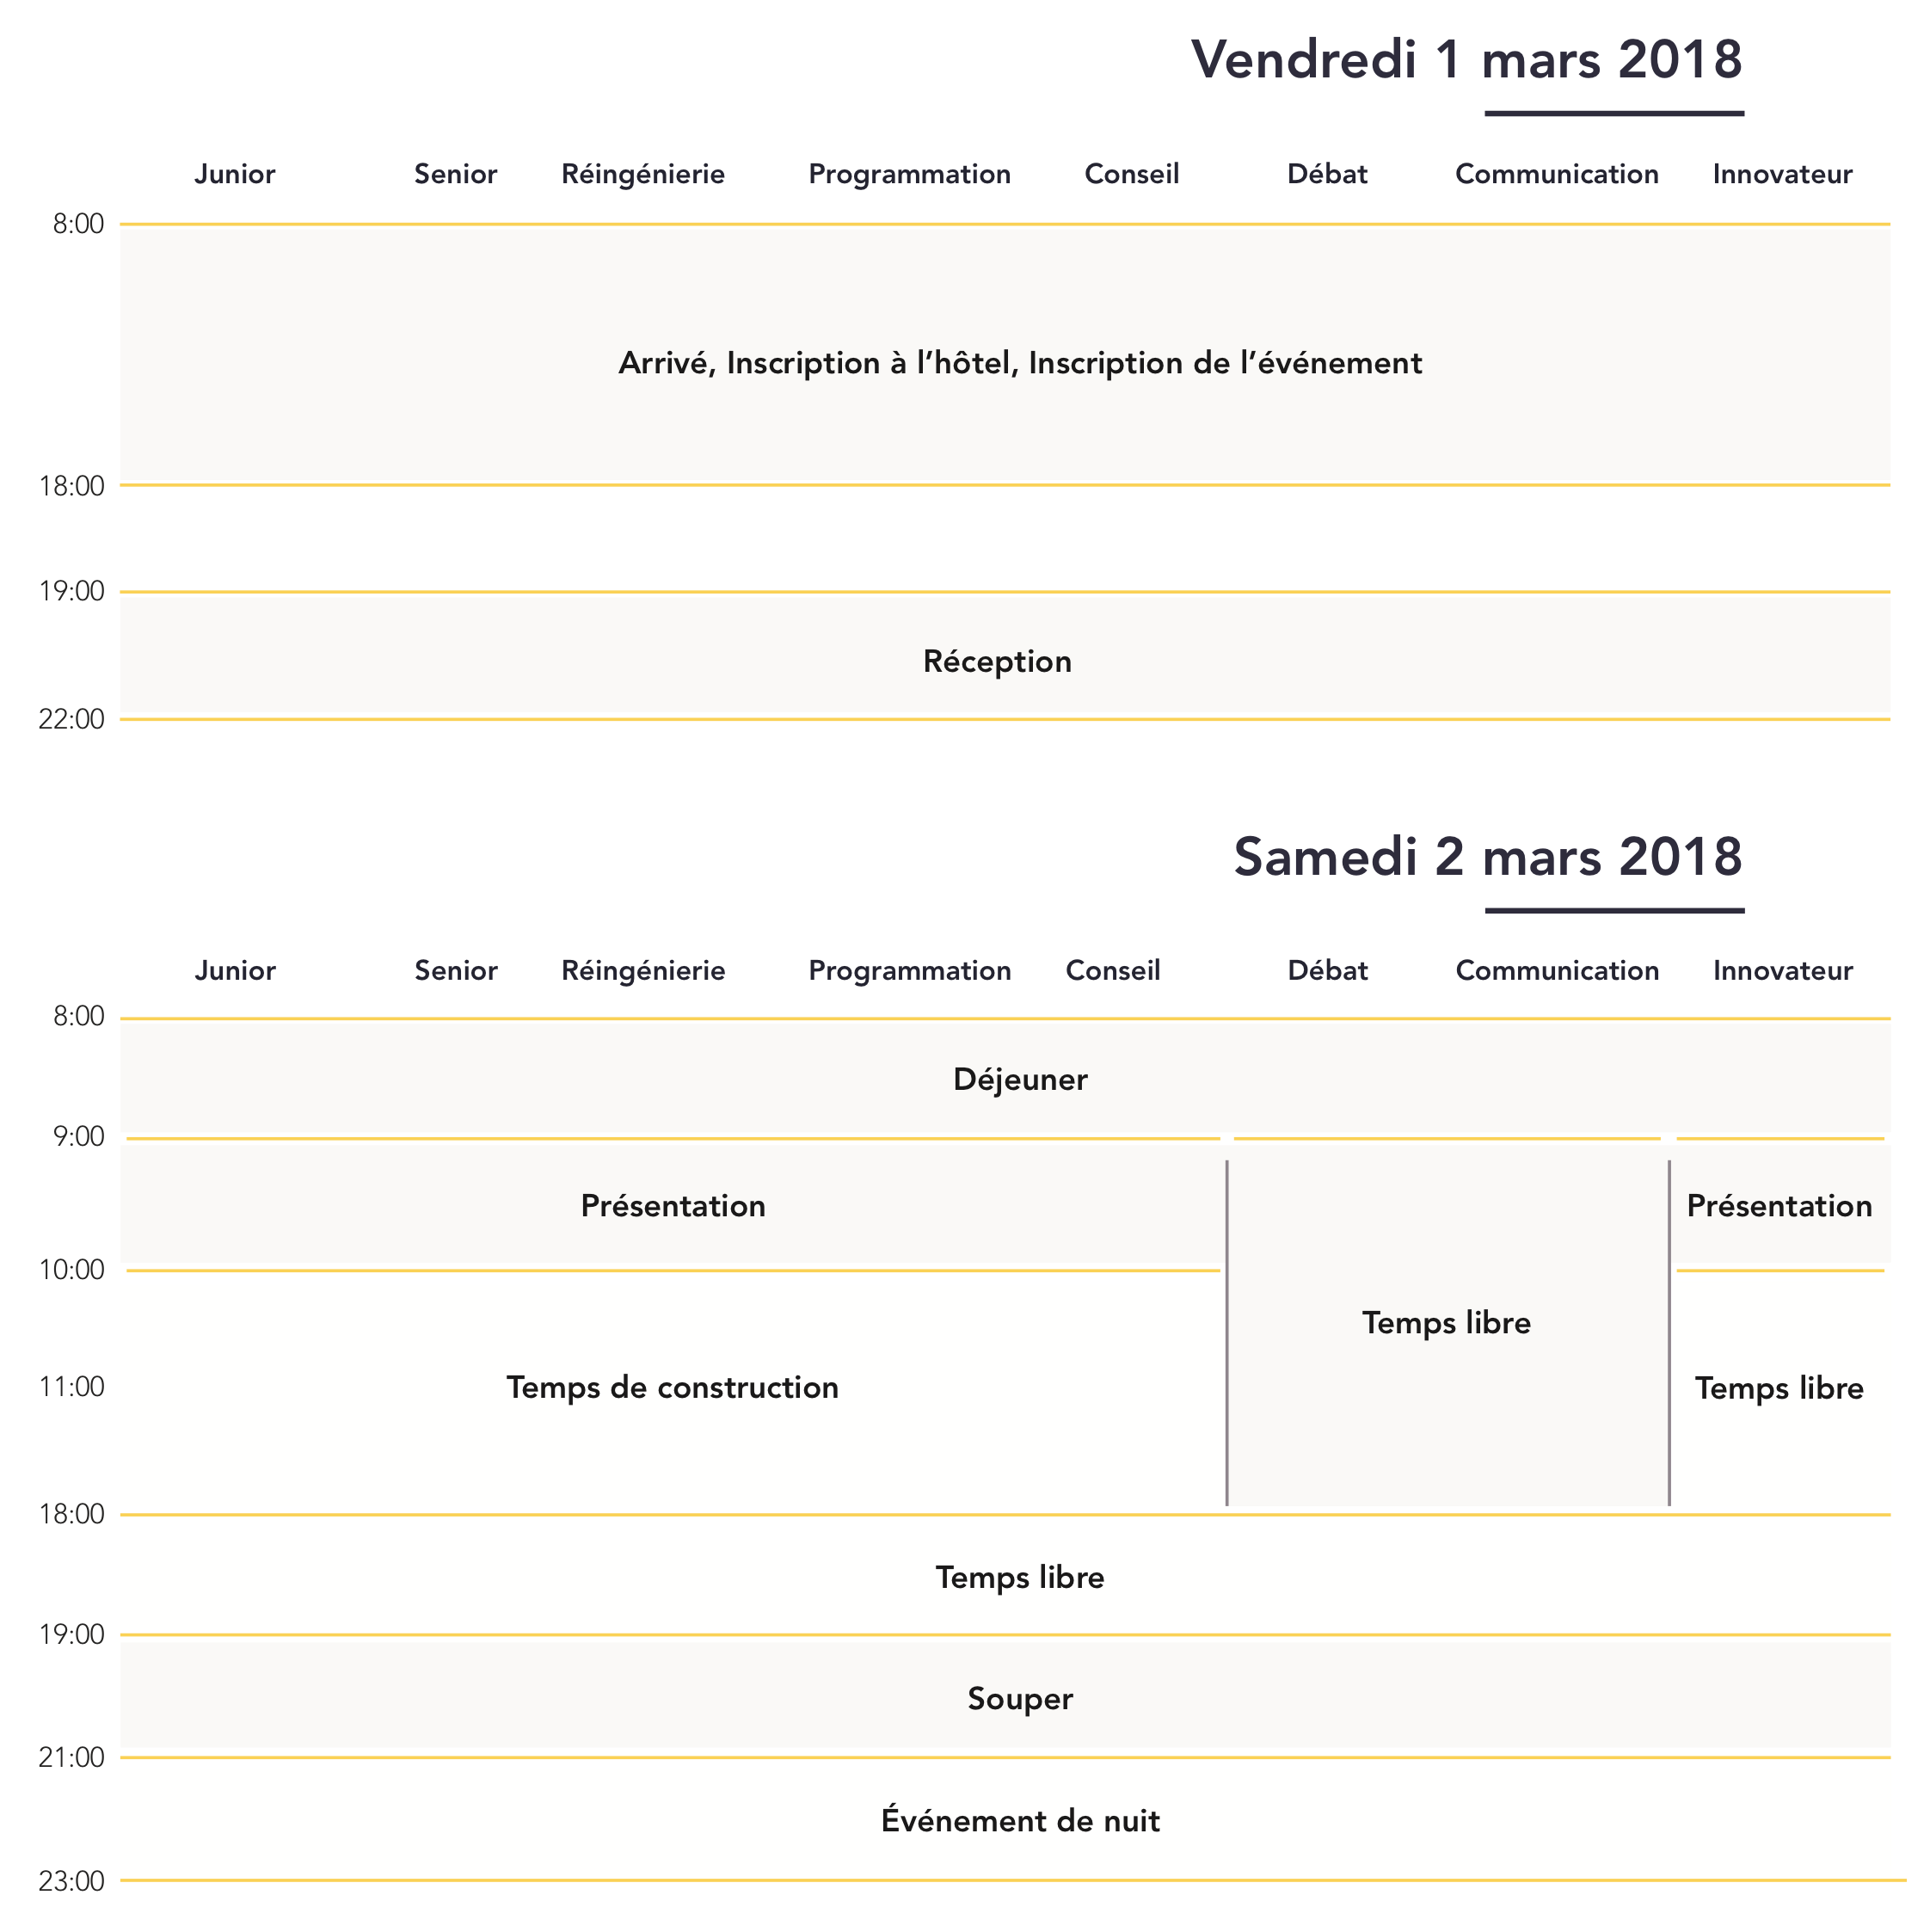 Vendredi 1 mars 2018
Junior Senior Réingénierie Programmation Conseil Débat Communication Innovateur
8:00
Arrivé, Inscription à l’hôtel, Inscription de l’événement
18:00
19:00
Réception
22:00
Samedi 2 mars 2018
Junior Senior Réingénierie Programmation Conseil Débat Communication Innovateur
8:00
Déjeuner
9:00
Présentation Présentation
10:00
Temps libre
11:00 Temps de construction Temps libre
18:00
Temps libre
19:00
Souper
21:00
Événement de nuit
23:00